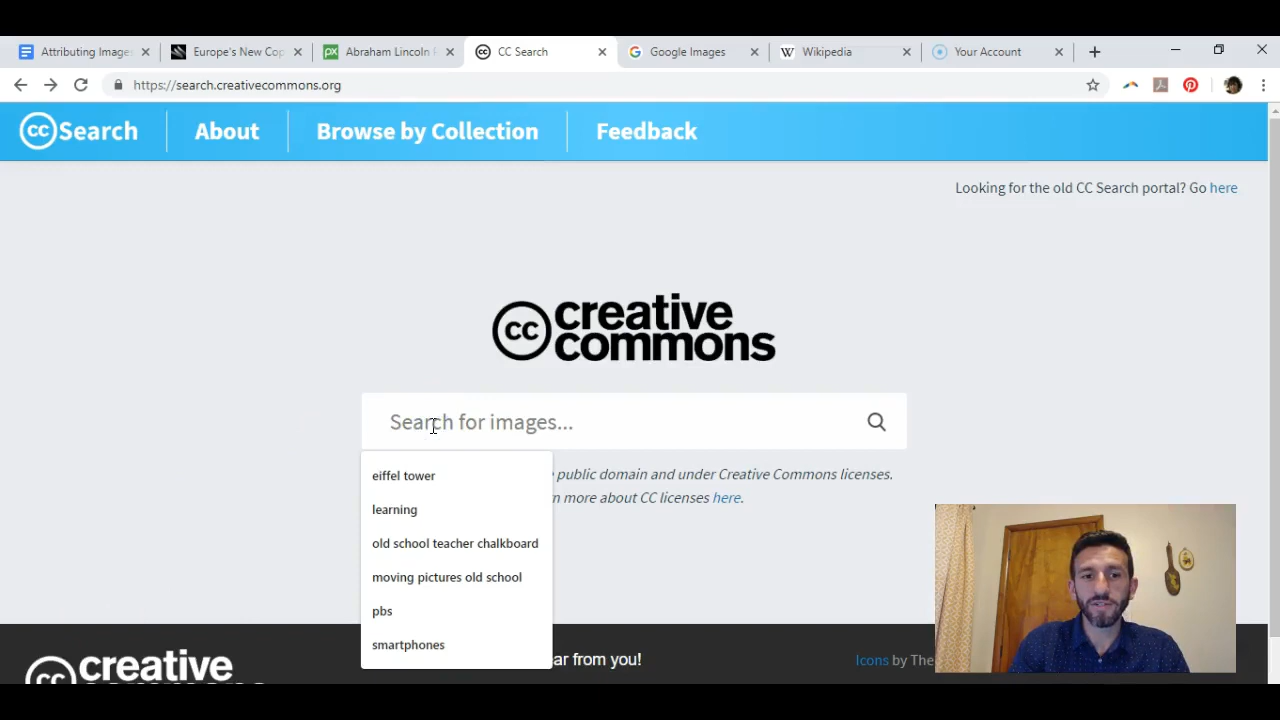 Attributing Image
Europe's New Cop
Abraham Lincoln
CC Search
Google Images
Wikipedia
Your Account
https://search.creativecommons.org
cc Search
About
Browse by Collection
Feedback
Looking for the old CC Search portal? Go here
cc creative commons
Search for images...
public domain and under Creative Commons licenses.
more about CC licenses here.
eiffel tower
learning
old school teacher chalkboard
moving pictures old school
pbs
smartphones
creative
ar from you!
Icons by The